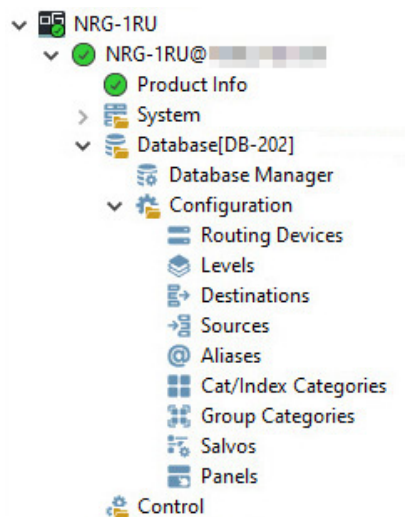 NRG-1RU
NRG-1RU@
Product Info
System
Database[DB-202]
Database Manager
Configuration
Routing Devices
Levels
Destinations
Sources
Aliases
Cat/Index Categories
Group Categories
Salvos
Panels
Control